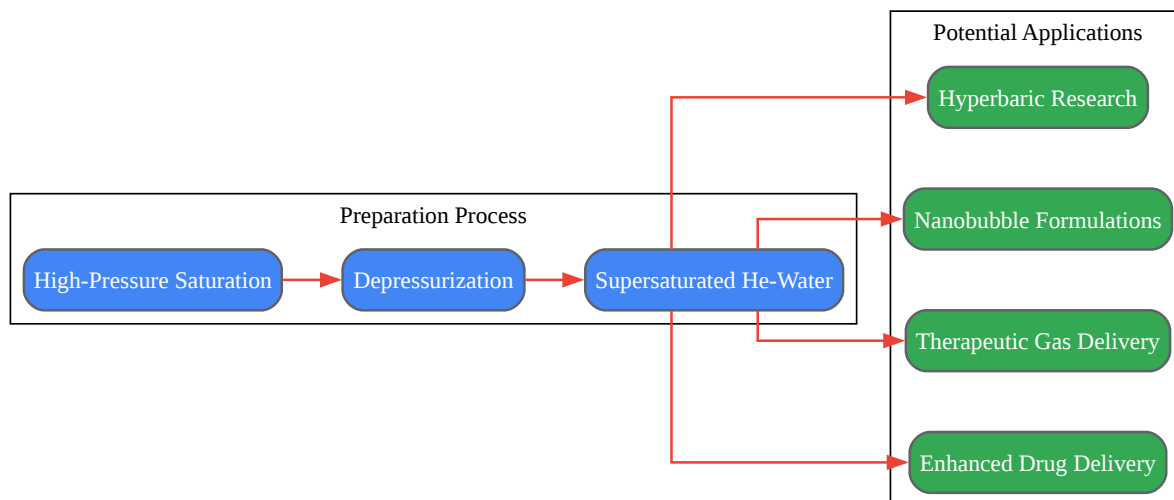 Potential Applications
Hyperbaric Research
Nanobubble Formulations
Preparation Process
High-Pressure Saturation
Depressurization
Supersaturated He-Water
Therapeutic Gas Delivery
Enhanced Drug Delivery